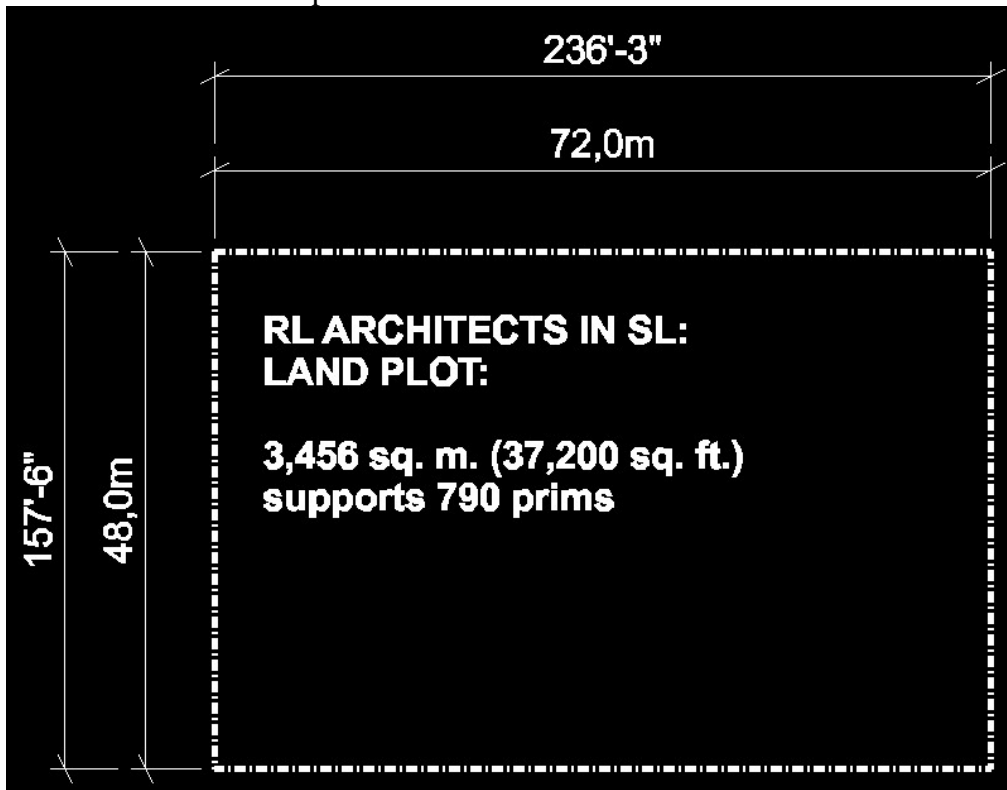 236'-3"
72,0m
RL ARCHITECTS IN SL:
LAND PLOT:
3,456 sq. m. (37,200 sq. ft.)
supports 790 prims
157'-6"
48,0m